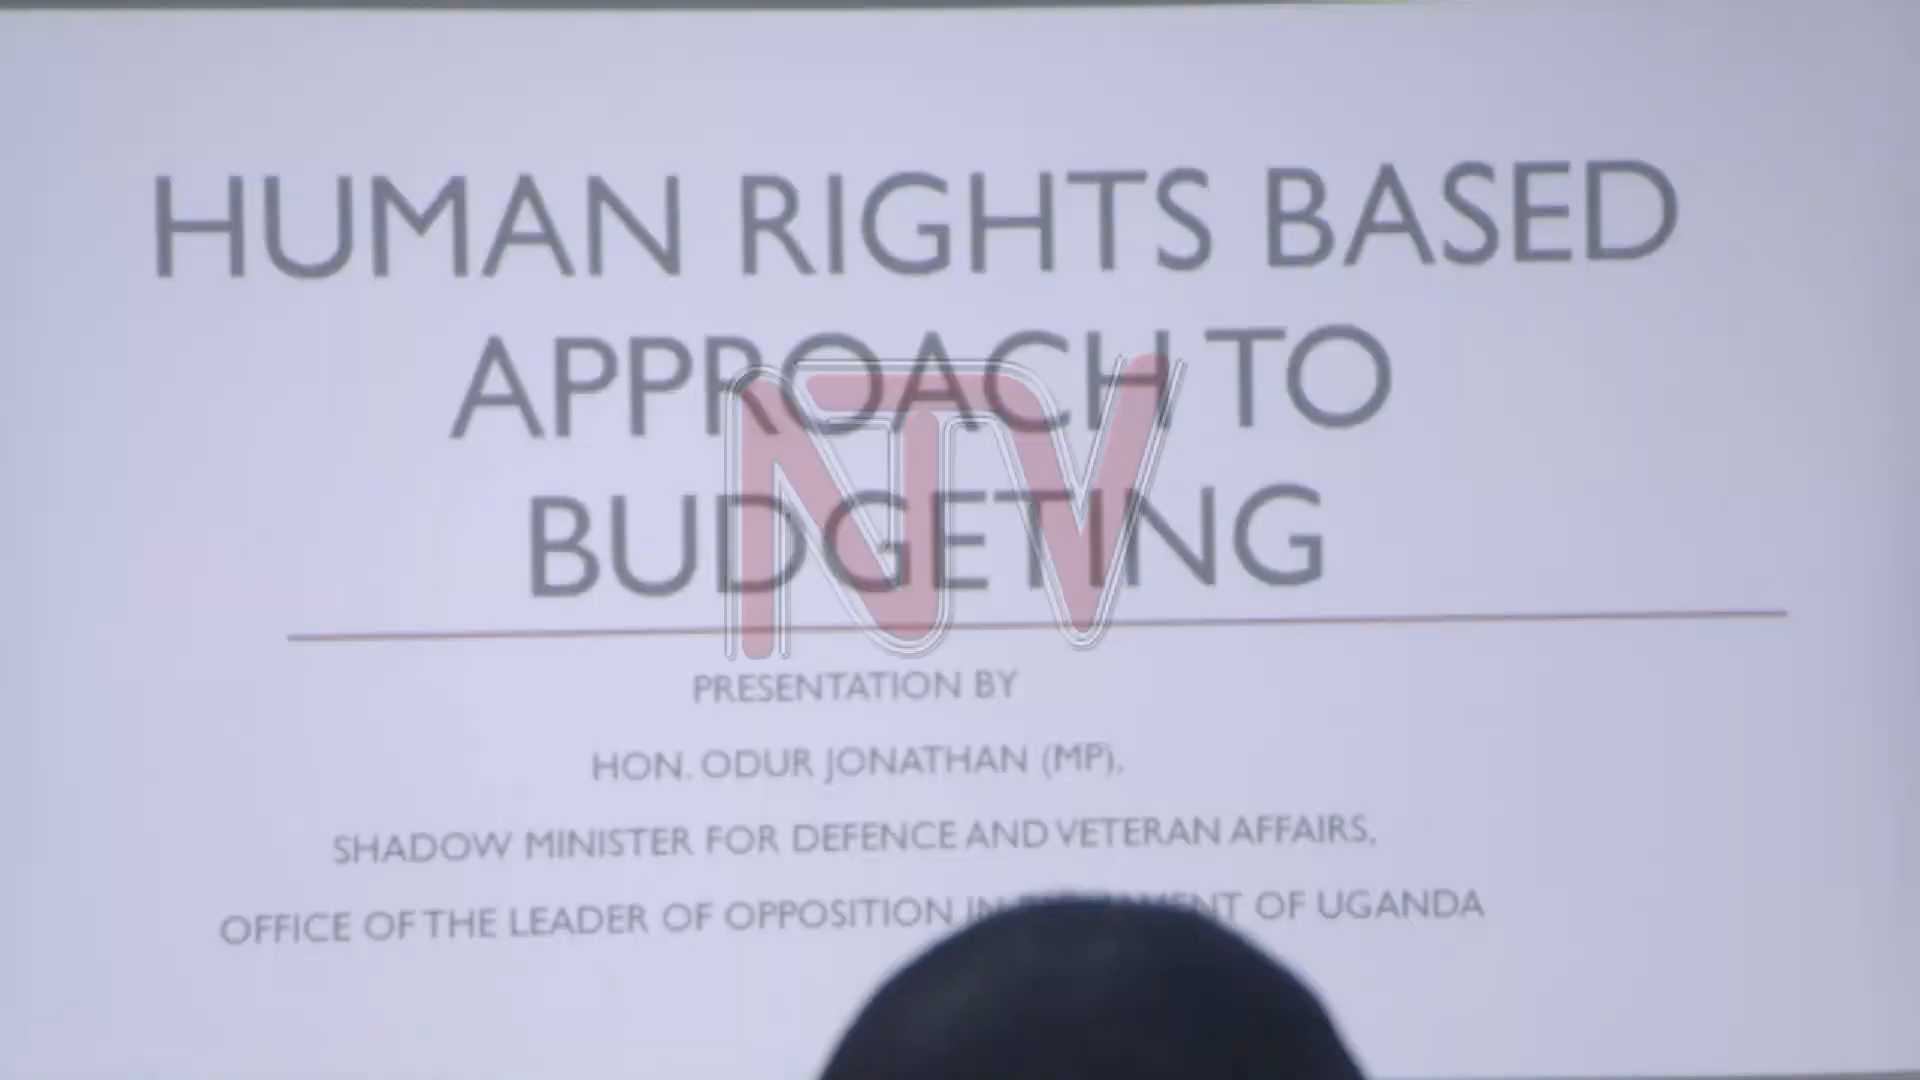 HUMAN RIGHTS BASED
APPROACH TO
BUDGETING
NTV
PRESENTATION BY
HON. ODUR JONATHAN (MP),
SHADOW MINISTER FOR DEFENCE AND VETERAN AFFAIRS,
OFFICE OF THE LEADER OF OPPOSITION IN OF UGANDA